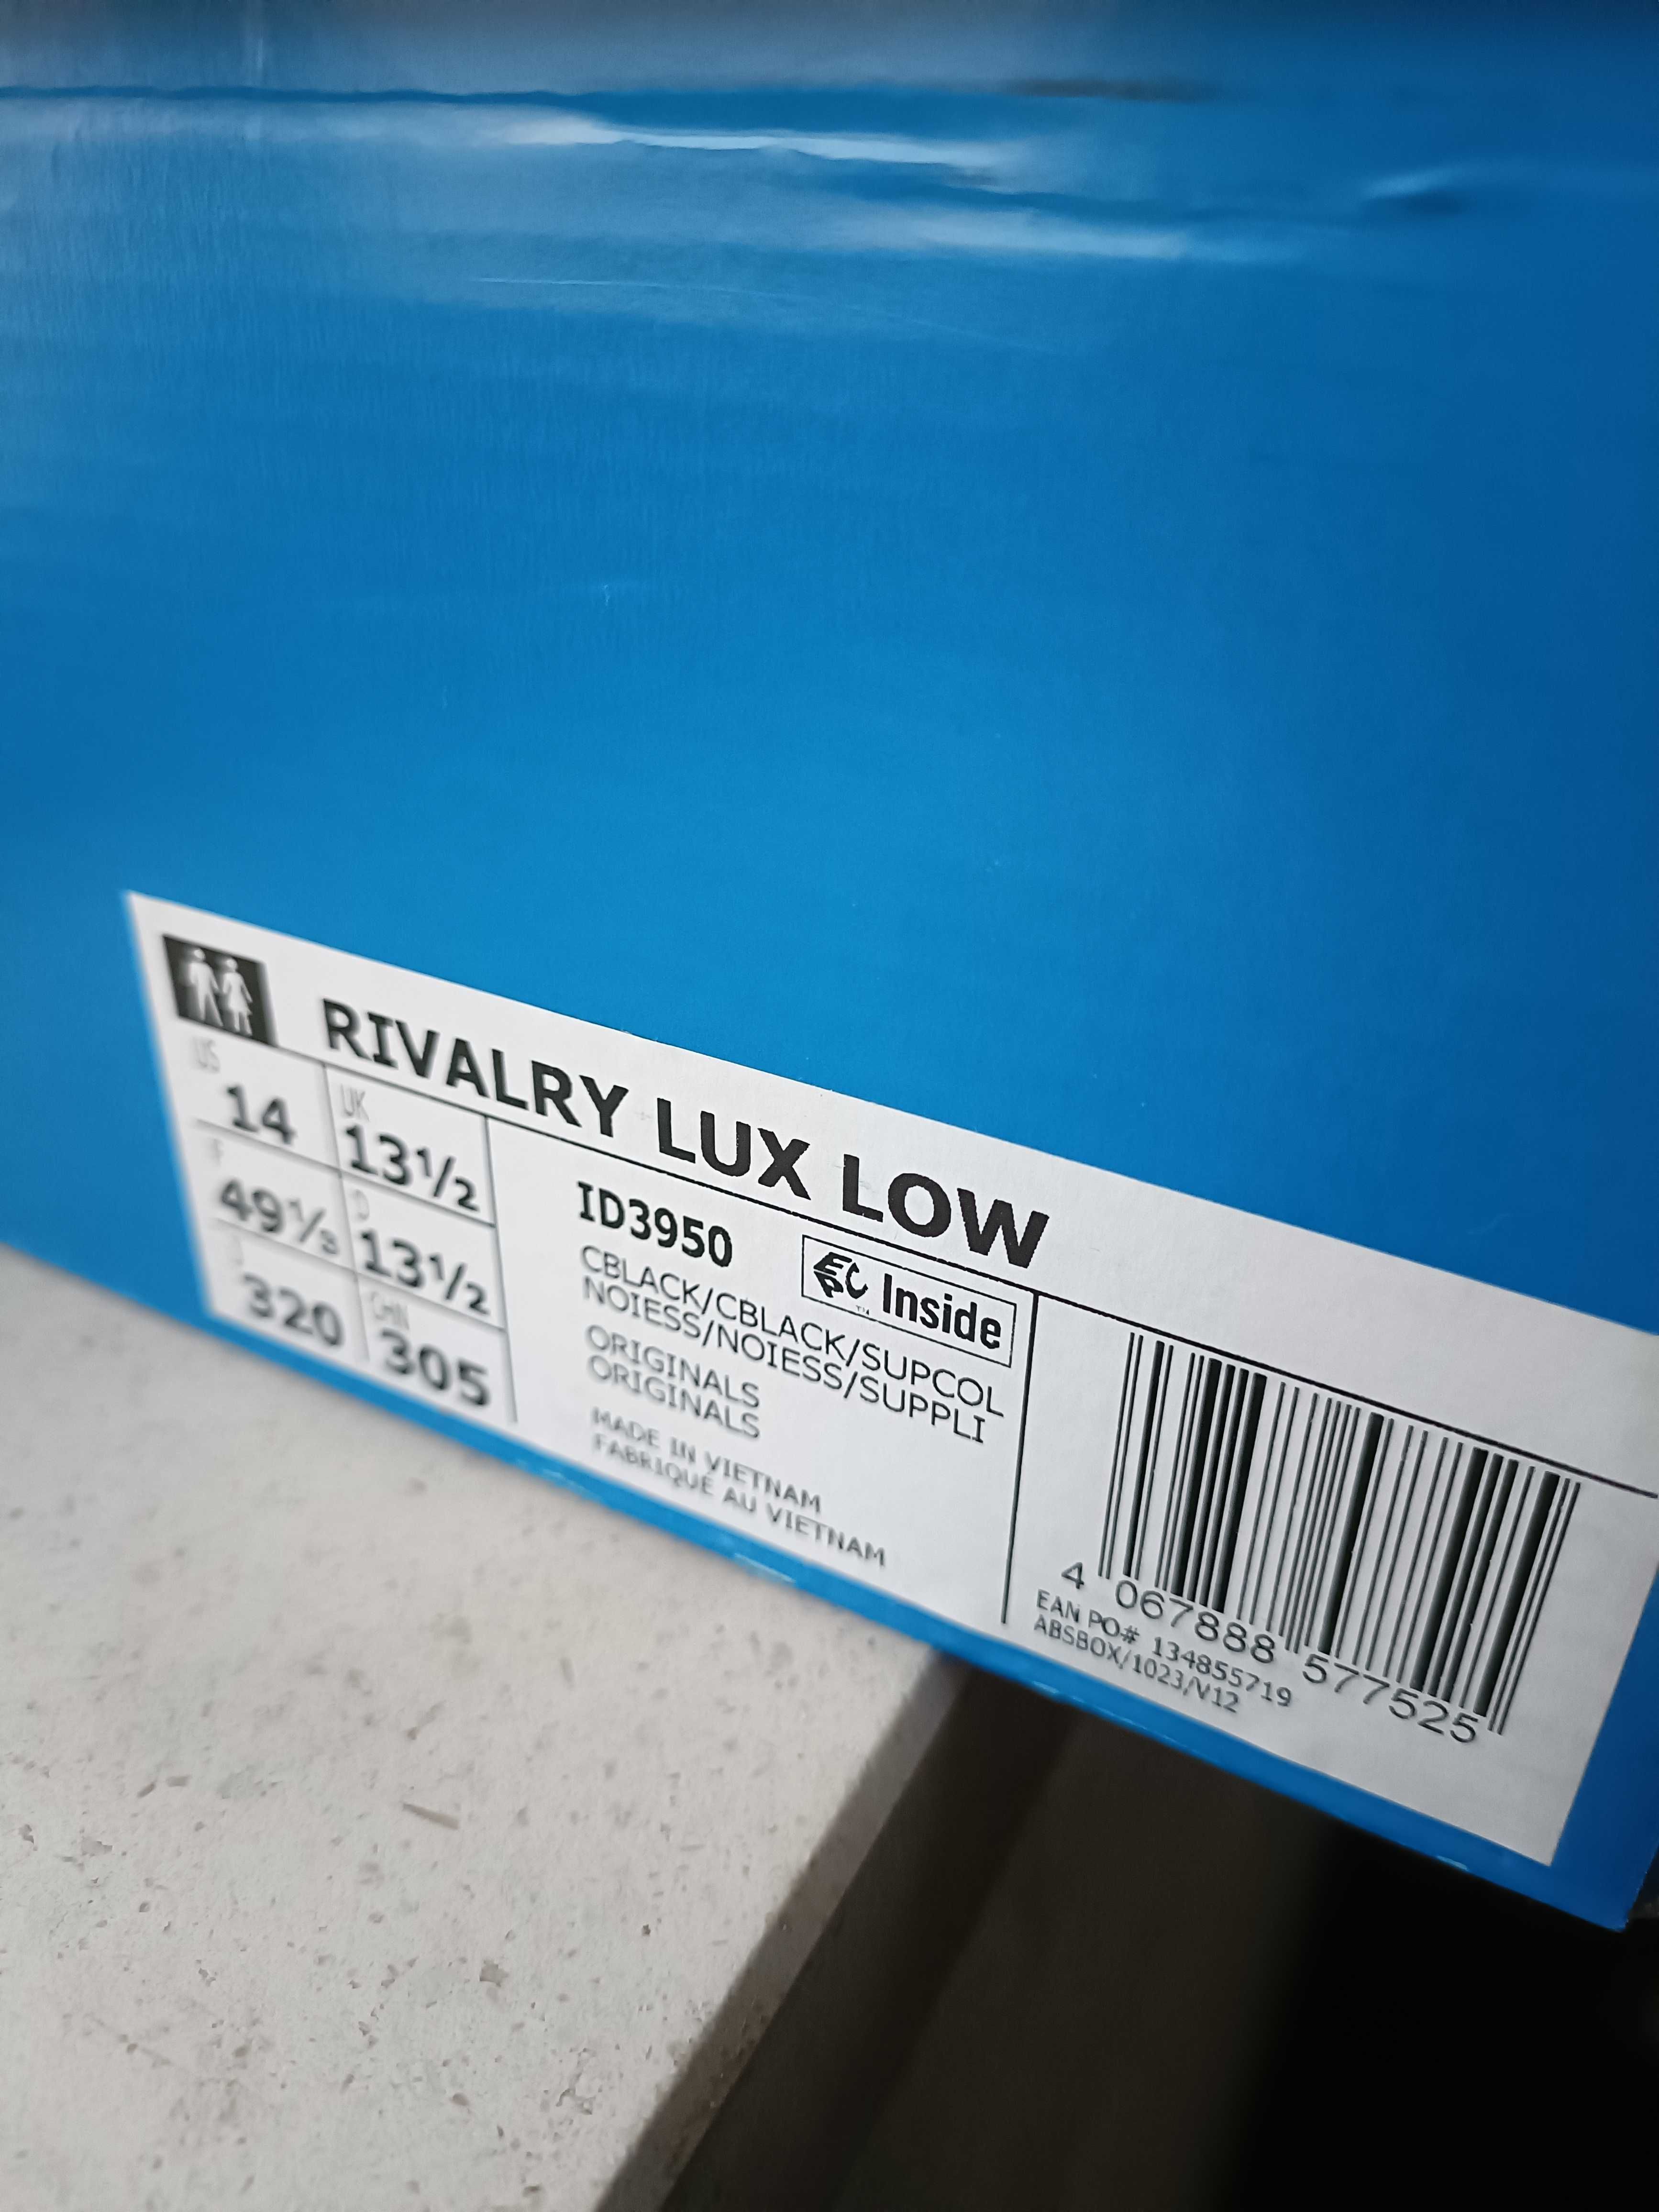 RIVALRY LUX LOW
US
14
UK
13½
F
49⅓
D
13½
J
320
CHN
305
ID3950
EPC Inside
TM
CBLACK/CBLACK/SUPCOL
NOIESS/NOIESS/SUPPLI
ORIGINALS
ORIGINALS
MADE IN VIETNAM
FABRIQUÉ AU VIETNAM
4 067888 577525
EAN PO# 134855719
ABSBOX/1023/V12